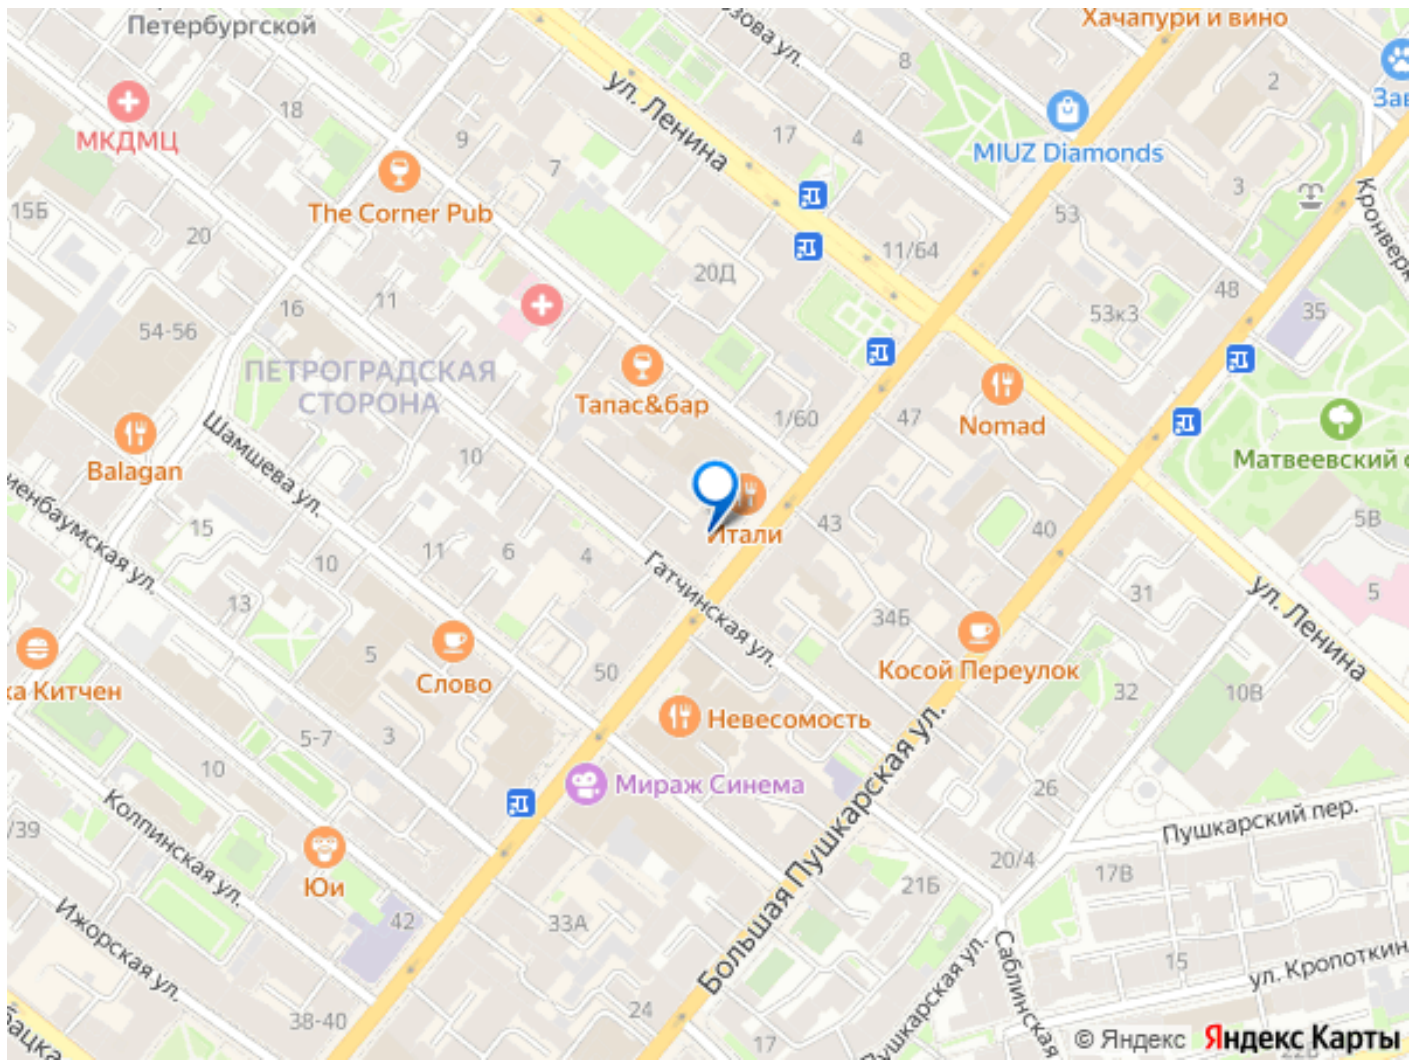 Петербургской
Хачапури и вино
ул. Ленина
8
2
МКДМЦ
18
9
17
4
MIUZ Diamonds
7
3
The Corner Pub
15Б
20
53
Кронверк
11/64
20Д
11
16
54-56
48
35
53к3
ПЕТРОГРАДСКАЯ
СТОРОНА
Тапас&бар
1/60
47
Nomad
Шамшева ул.
10
Balagan
Матвеевский
15
11
6
4
43
40
5В
Итали
10
Гатчинская ул.
31
5
ул. Ленина
13
34Б
5
Слово
50
Косой Переулок
32
10В
Китчен
Невесомость
5-7
3
10
Мираж Синема
26
Большая Пушкарская ул.
Пушкарский пер.
Колпинская ул.
Юи
20/4
17В
21Б
42
33А
Ижорская ул.
Саблинская
15
ул. Кропоткин
24
38-40
17
© Яндекс Яндекс Карты